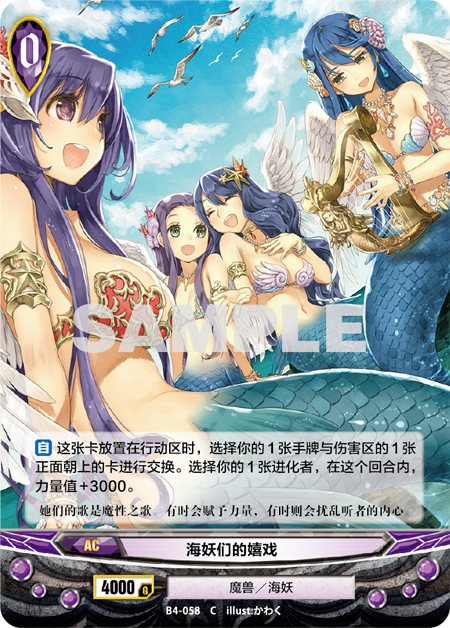 0
SAMPLE
自 这张卡放置在行动区时，选择你的1张手牌与伤害区的1张
正面朝上的卡进行交换。选择你的1张进化者，在这个回合内，
力量值+3000。
她们的歌是魔性之歌。有时会赋予力量，有时则会扰乱听者的内心。
AC 海妖们的嬉戏
4000 魔兽／海妖
B4-058 C illust:かわく